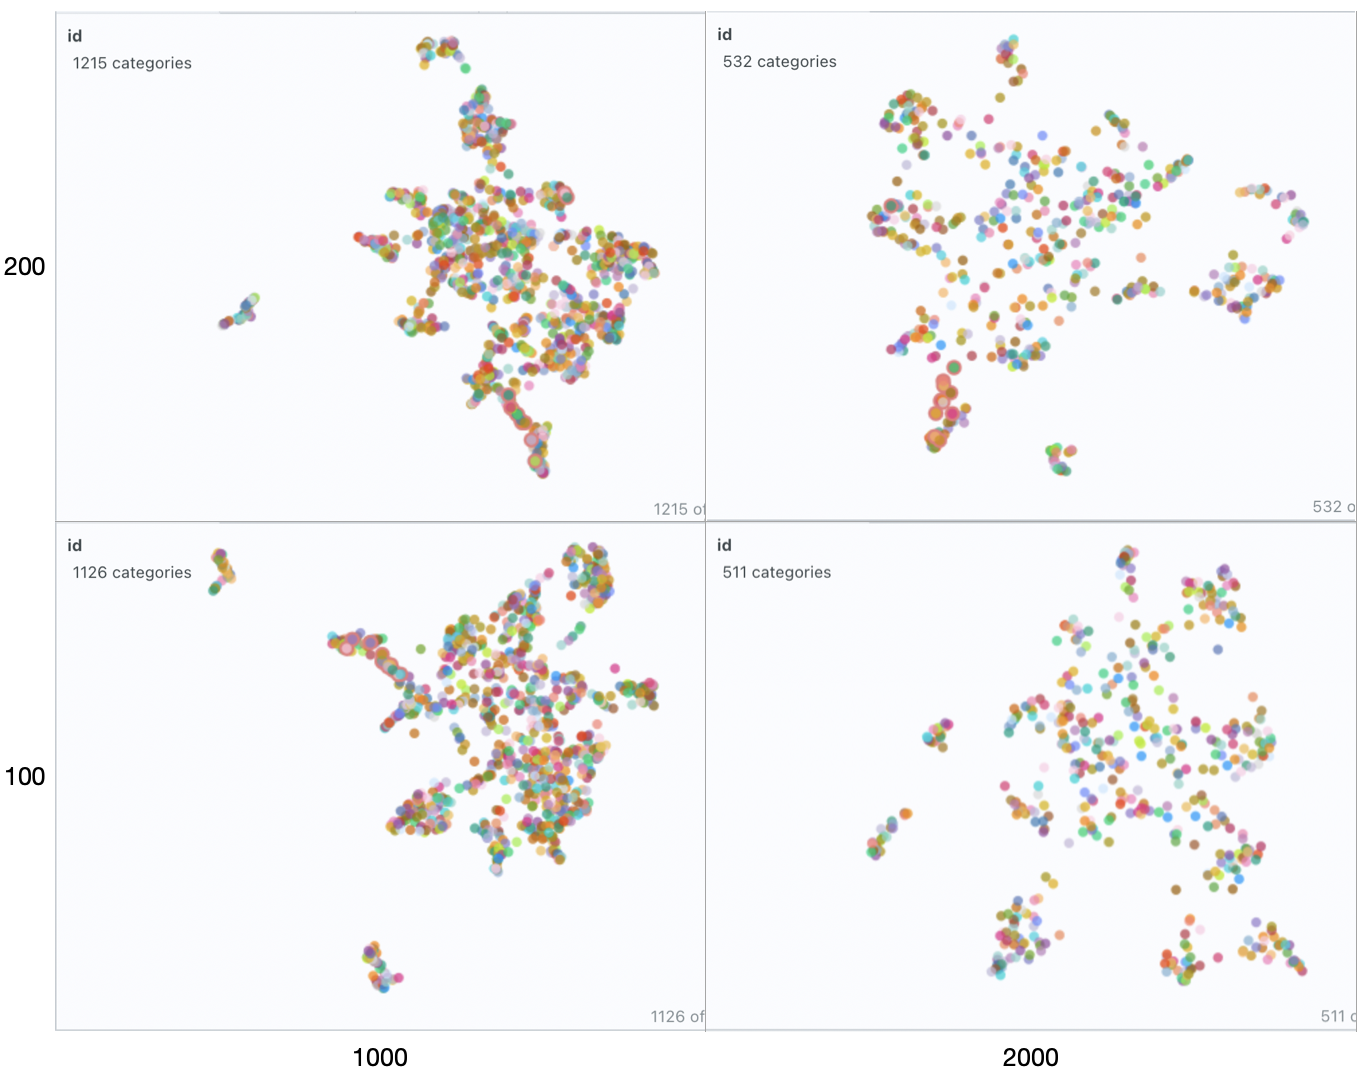 id
1215 categories
1215 of
id
532 categories
532 o
200
id
1126 categories
1126 of
id
511 categories
511 c
100
1000
2000